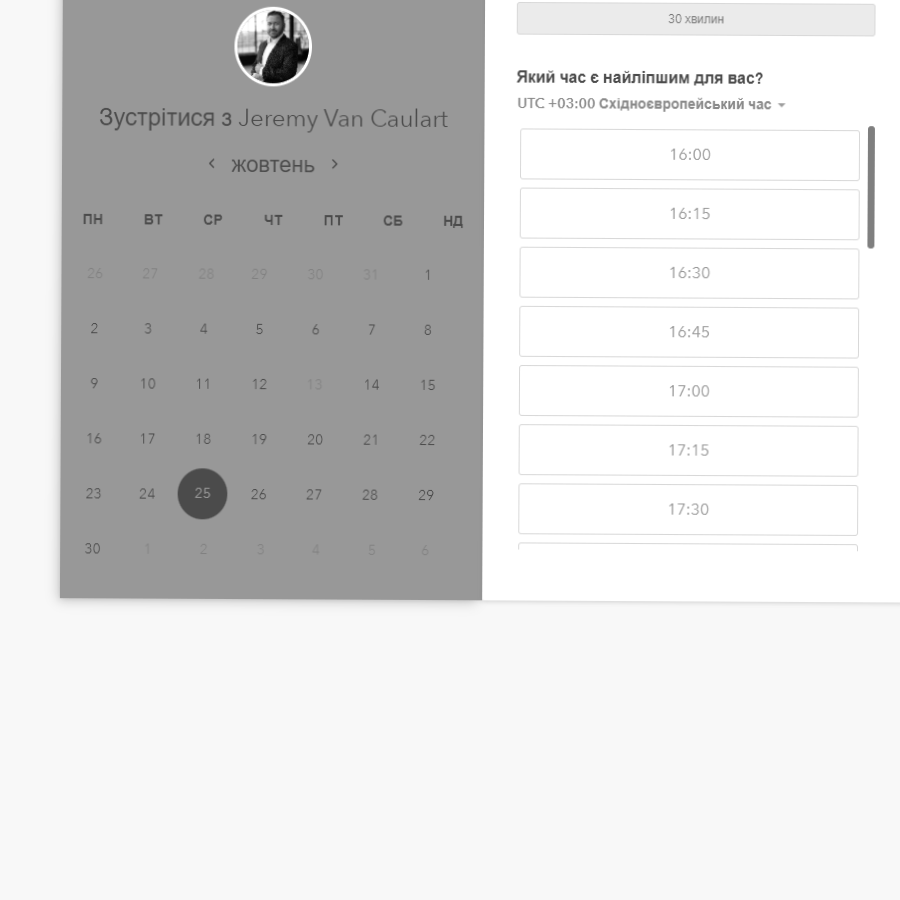 Зустрітися з Jeremy Van Caulart
жовтень
ПН ВТ СР ЧТ ПТ СБ НД
26 27 28 29 30 31 1
2 3 4 5 6 7 8
9 10 11 12 13 14 15
16 17 18 19 20 21 22
23 24 25 26 27 28 29
30 1 2 3 4 5 6
30 хвилин
Який час є найліпшим для вас?
UTC +03:00 Східноєвропейський час
16:00
16:15
16:30
16:45
17:00
17:15
17:30